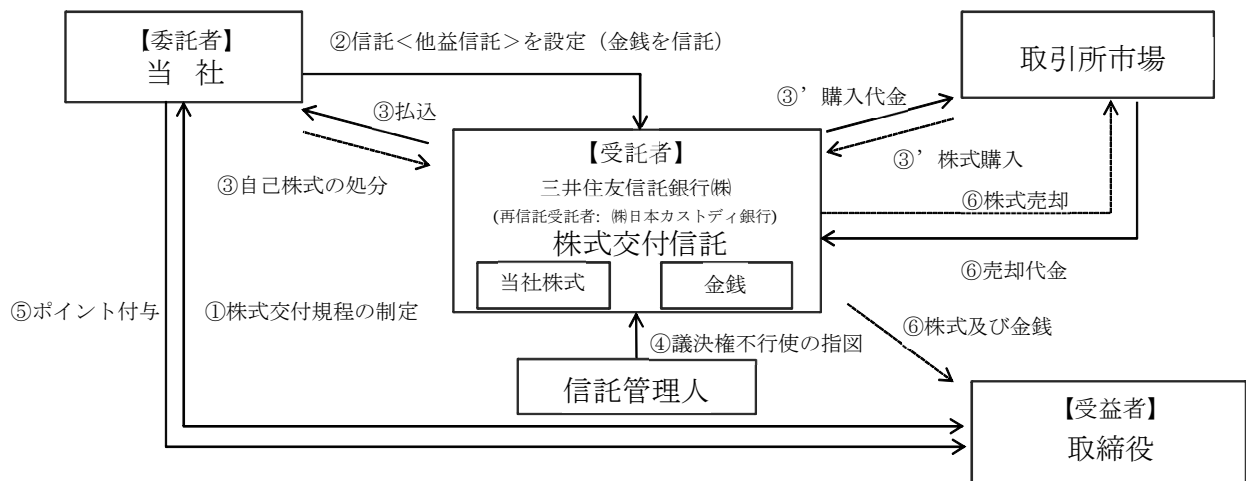 【委託者】
当 社
②信託<他益信託>を設定（金銭を信託）
取引所市場
③払込
③’購入代金
【受託者】
③’株式購入
③自己株式の処分
三井住友信託銀行㈱
⑥株式売却
(再信託受託者: ㈱日本カストディ銀行)
株式交付信託
⑥売却代金
当社株式
金銭
⑤ポイント付与
①株式交付規程の制定
⑥株式及び金銭
④議決権不行使の指図
信託管理人
【受益者】
取締役